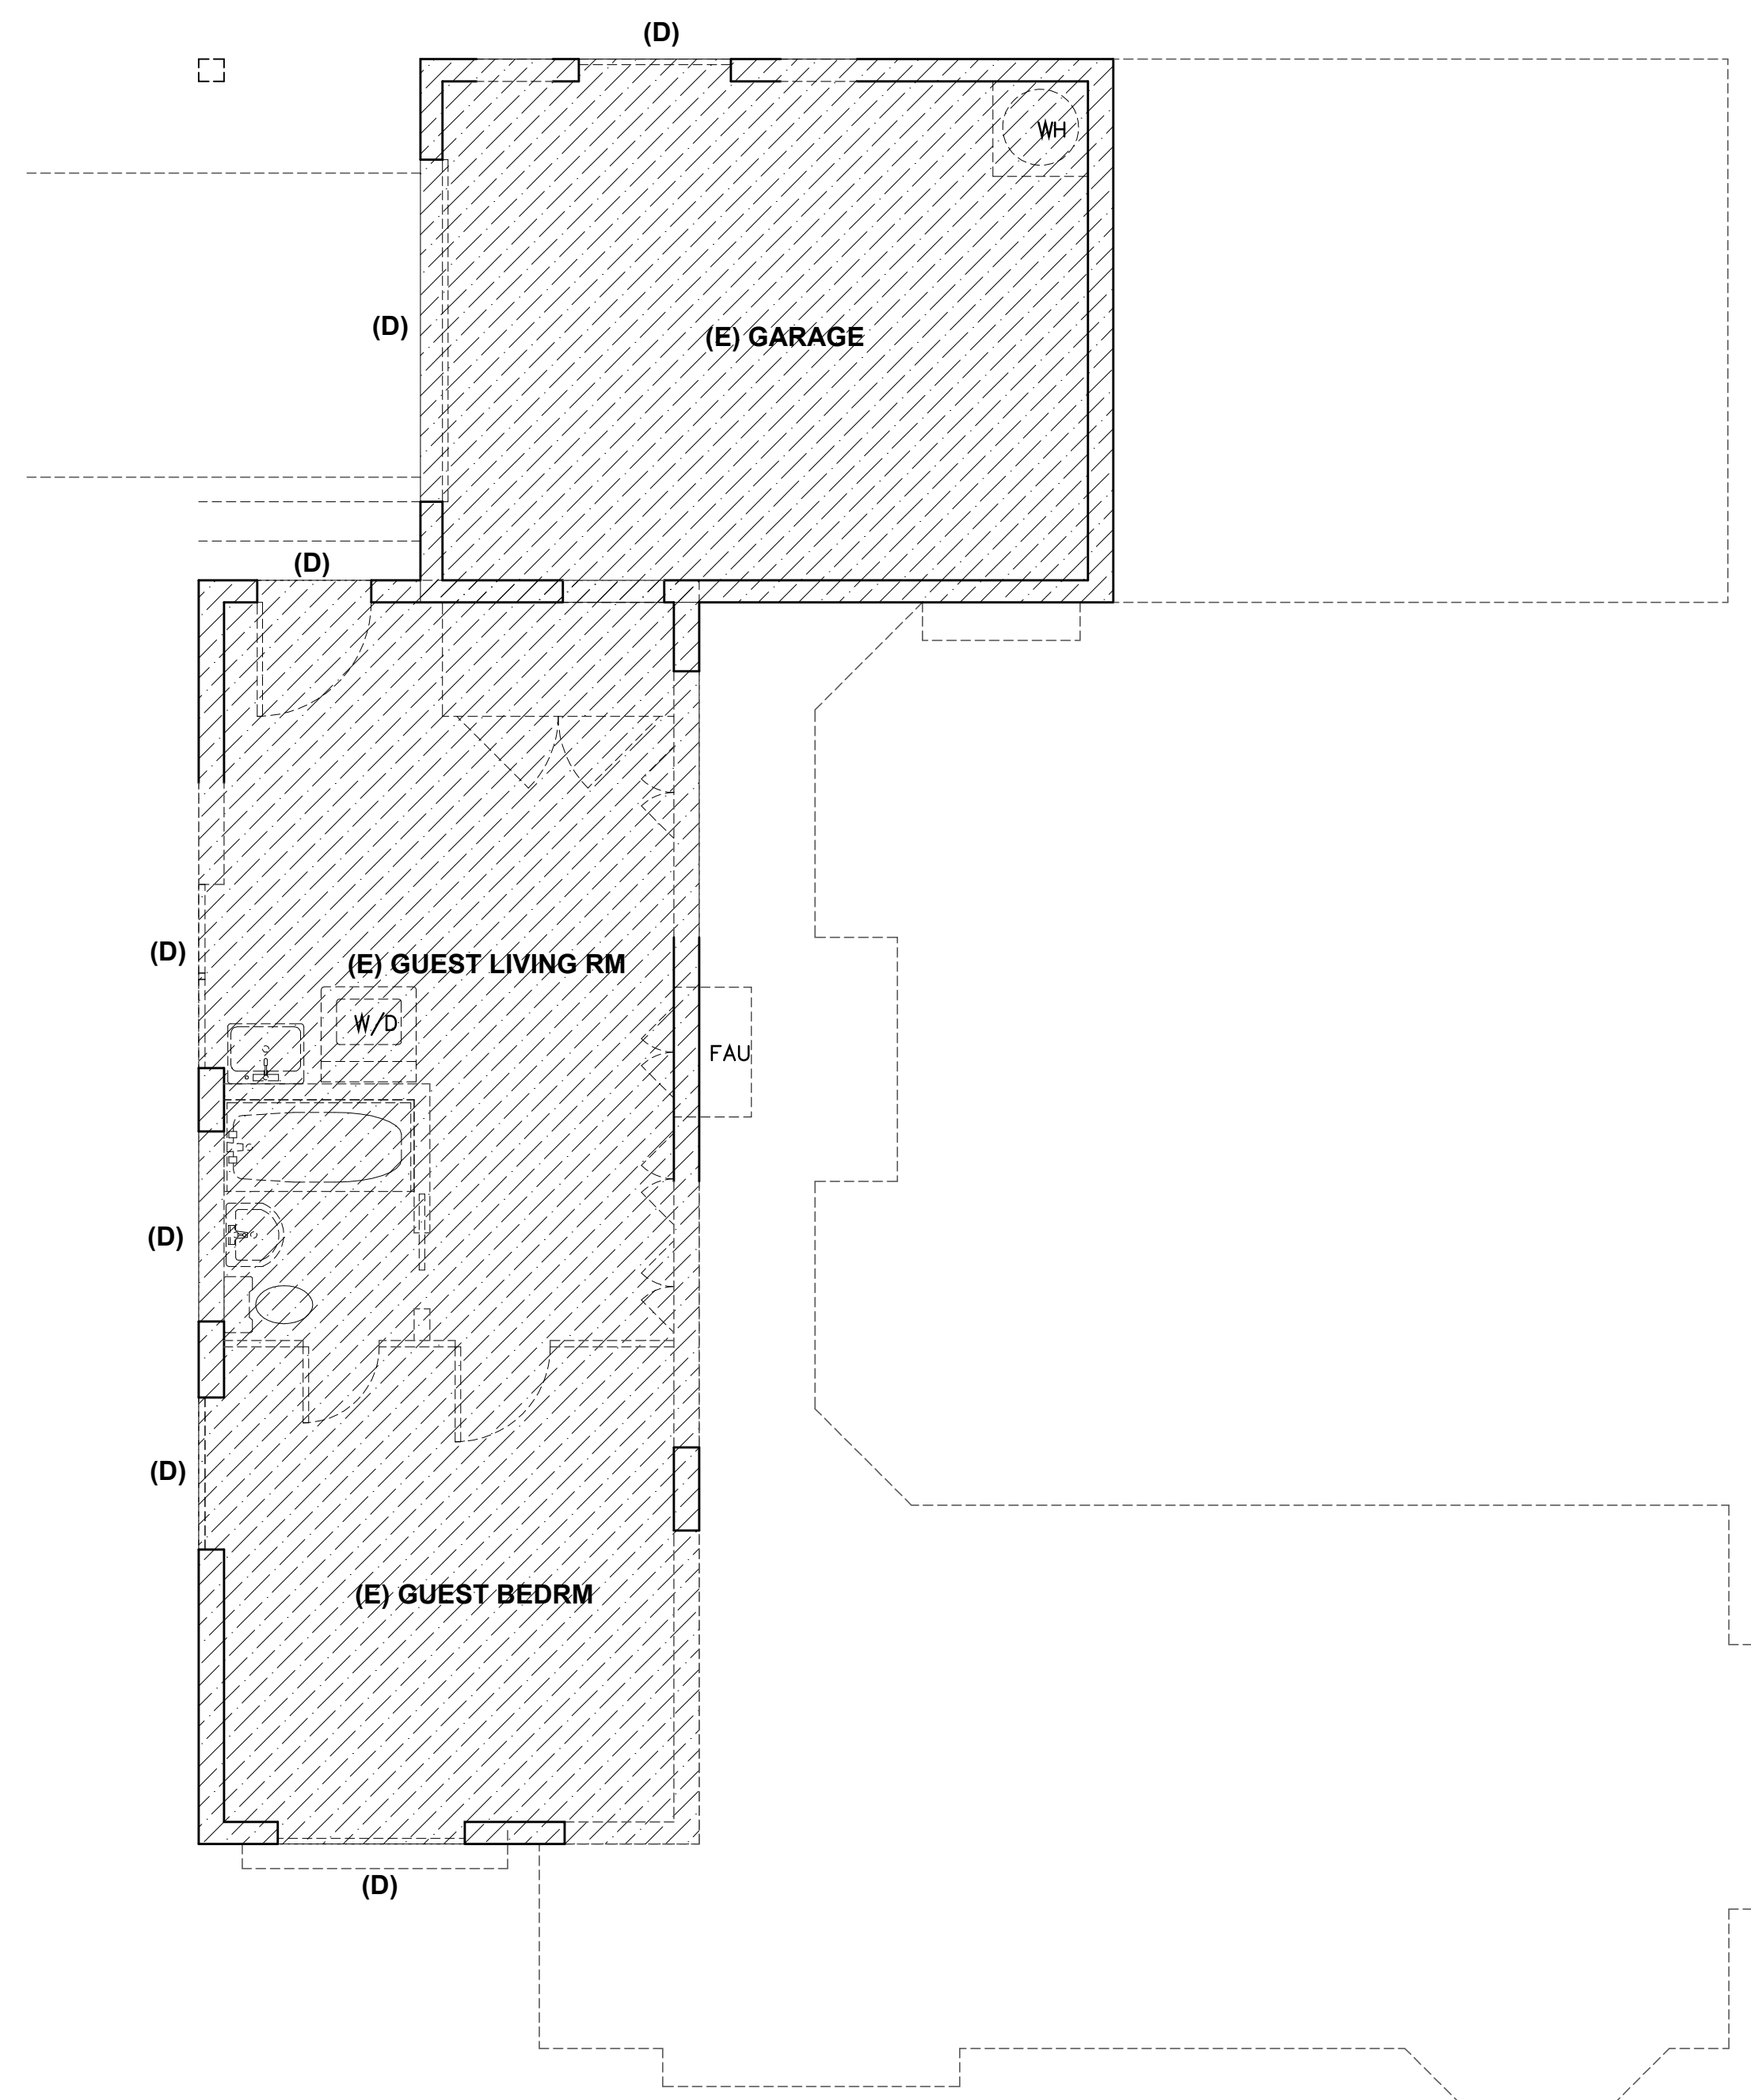 (D)
WH
(D)
(E) GARAGE
(D)
(D)
(E) GUEST LIVING RM
W/D
FAU
(D)
(D)
(E) GUEST BEDRM
(D)